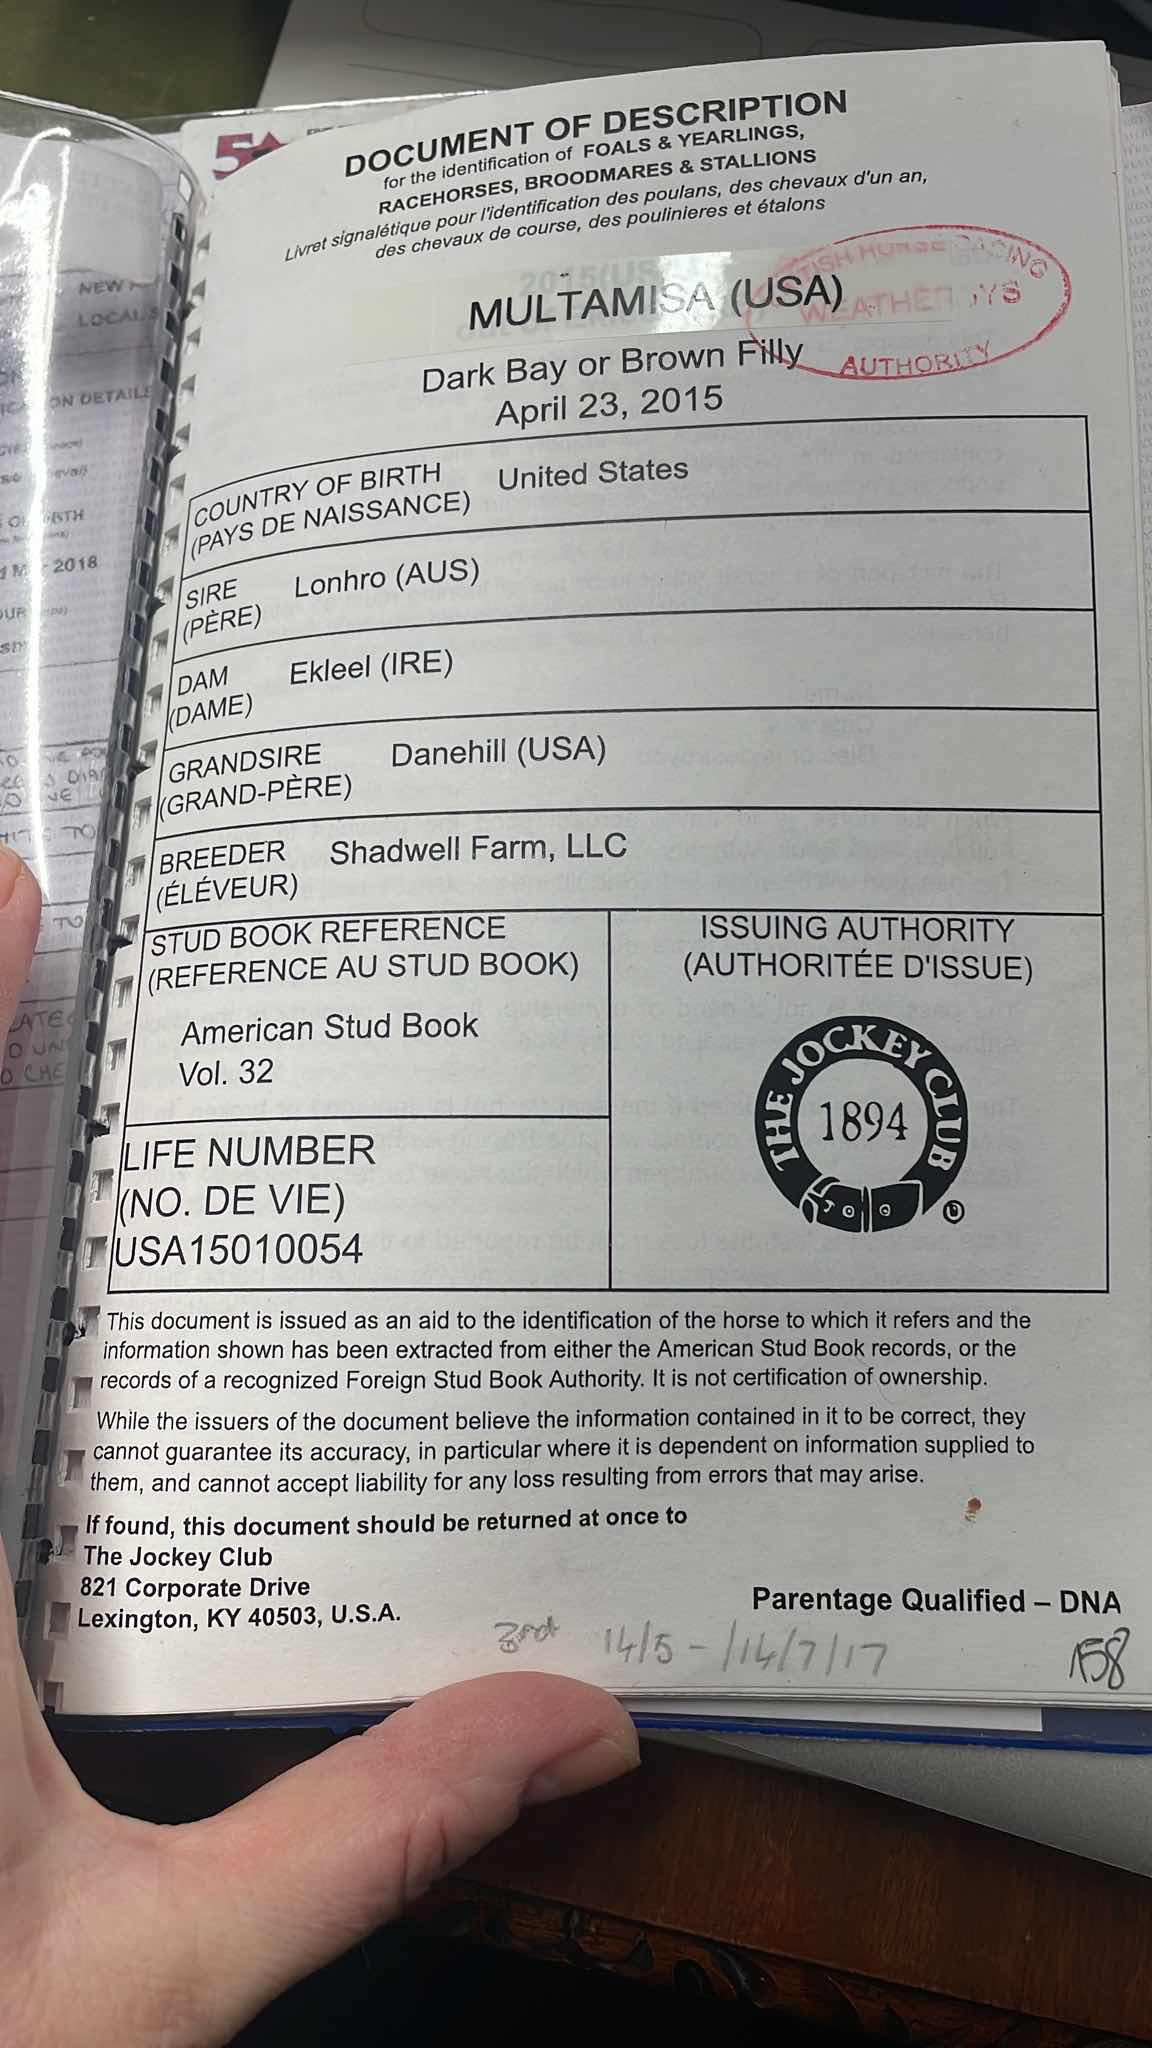 DOCUMENT OF DESCRIPTION
for the identification of FOALS & YEARLINGS,
RACEHORSES, BROODMARES & STALLIONS
Livret signalétique pour l'identification des poulans, des chevaux d'un an,
des chevaux de course, des poulinieres et étalons
MULTAMISA (USA)
HORSE RACING
WEATHERBYS
AUTHORITY
Dark Bay or Brown Filly
April 23, 2015
COUNTRY OF BIRTH United States
(PAYS DE NAISSANCE)
SIRE Lonhro (AUS)
(PÈRE)
DAM Ekleel (IRE)
(DAME)
GRANDSIRE Danehill (USA)
(GRAND-PÈRE)
BREEDER Shadwell Farm, LLC
(ÉLÉVEUR)
STUD BOOK REFERENCE
(REFERENCE AU STUD BOOK)
American Stud Book
Vol. 32
ISSUING AUTHORITY
(AUTHORITÉE D'ISSUE)
THE JOCKEY CLUB
1894
LIFE NUMBER
(NO. DE VIE)
USA15010054
This document is issued as an aid to the identification of the horse to which it refers and the
information shown has been extracted from either the American Stud Book records, or the
records of a recognized Foreign Stud Book Authority. It is not certification of ownership.
While the issuers of the document believe the information contained in it to be correct, they
cannot guarantee its accuracy, in particular where it is dependent on information supplied to
them, and cannot accept liability for any loss resulting from errors that may arise.
If found, this document should be returned at once to
The Jockey Club
821 Corporate Drive
Lexington, KY 40503, U.S.A.
Parentage Qualified – DNA
3rd 14/5 - /14/7/17
158
NEW
LOCAL
2018